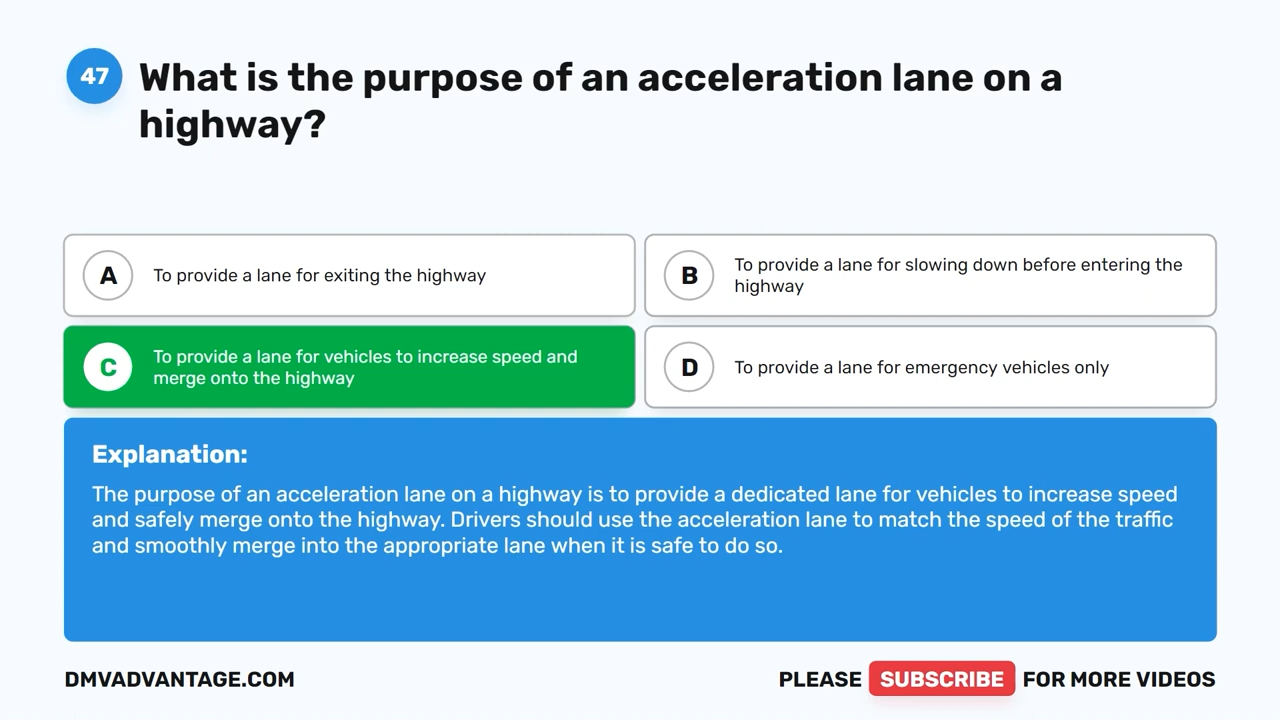 47
What is the purpose of an acceleration lane on a
highway?
A
To provide a lane for exiting the highway
B
To provide a lane for slowing down before entering the
highway
C
To provide a lane for vehicles to increase speed and
merge onto the highway
D
To provide a lane for emergency vehicles only
Explanation:
The purpose of an acceleration lane on a highway is to provide a dedicated lane for vehicles to increase speed
and safely merge onto the highway. Drivers should use the acceleration lane to match the speed of the traffic
and smoothly merge into the appropriate lane when it is safe to do so.
DMVADVANTAGE.COM
PLEASE SUBSCRIBE FOR MORE VIDEOS